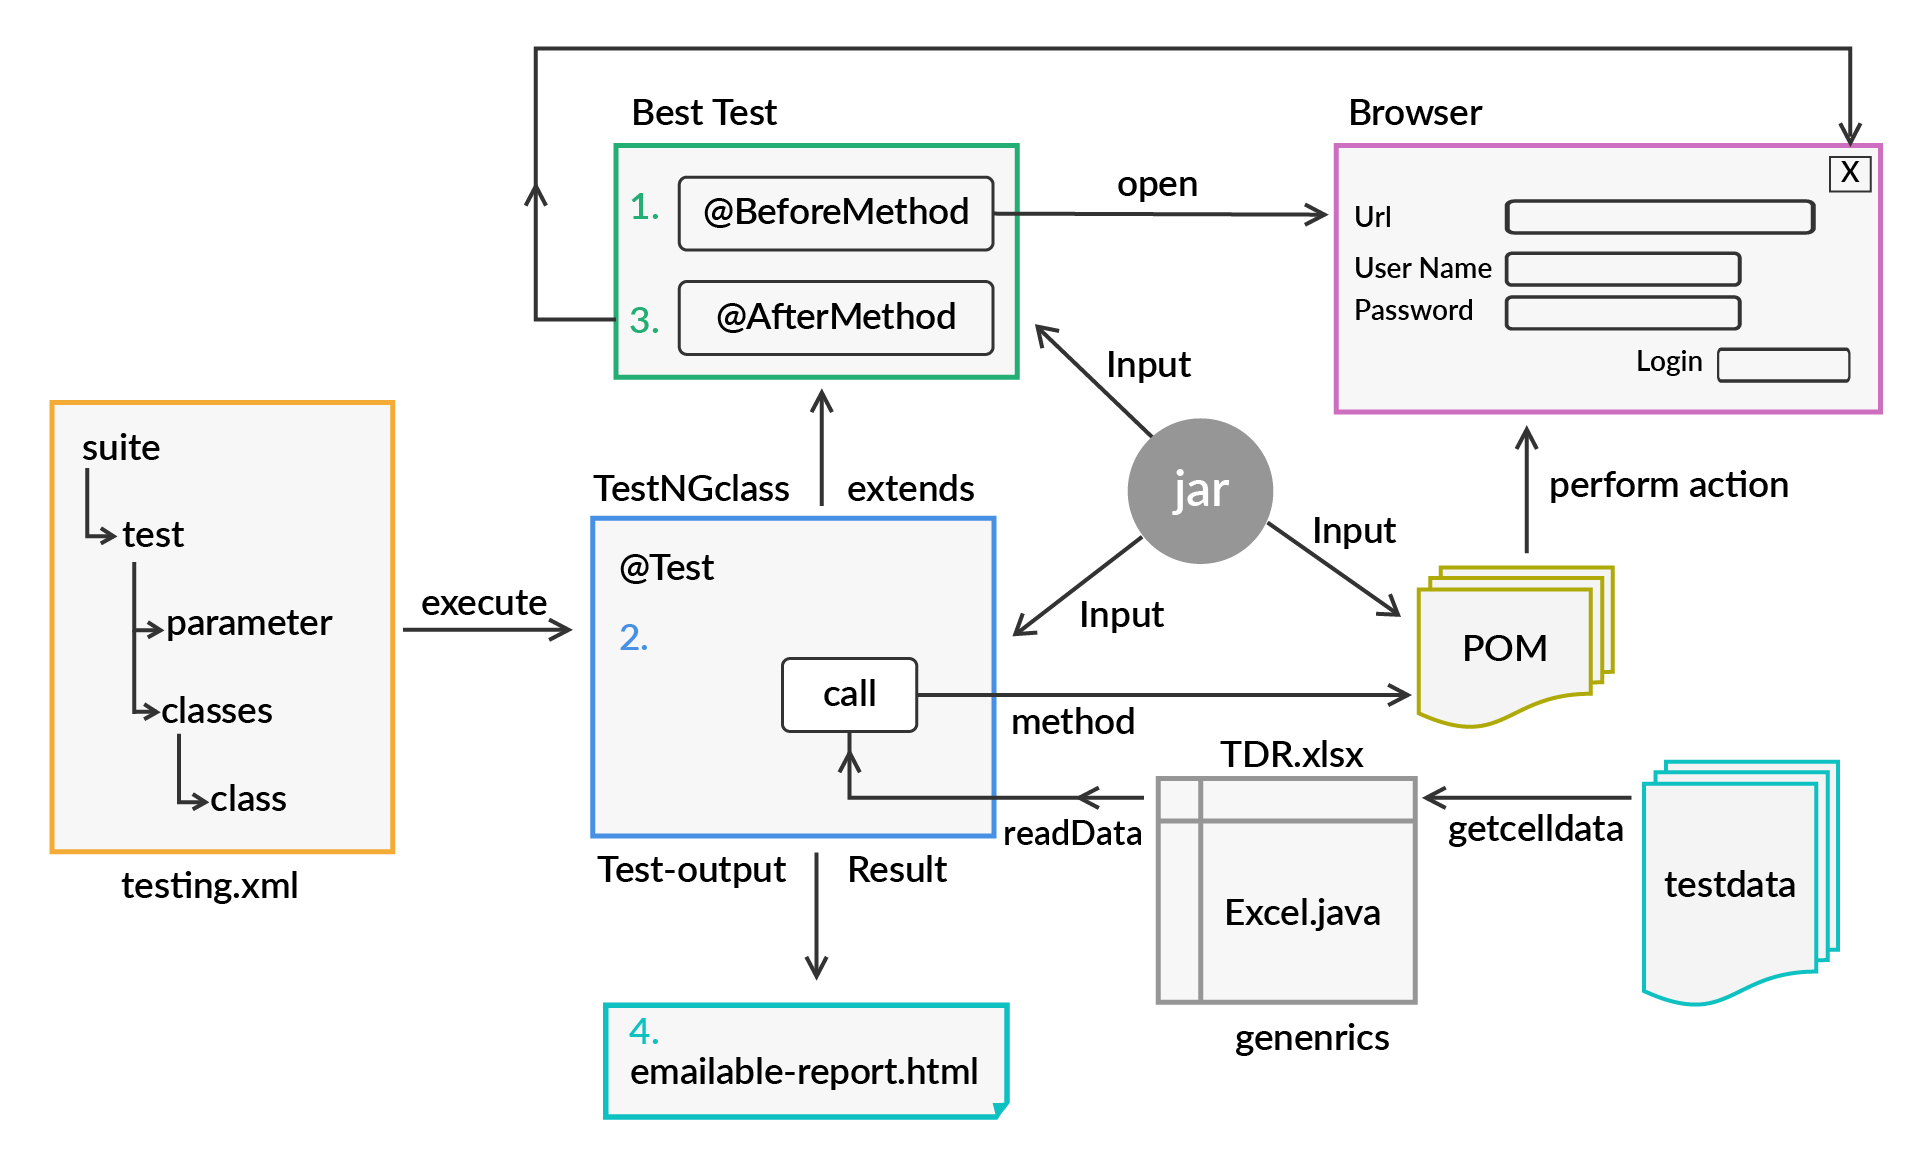 Best Test
Browser
1.
@BeforeMethod
3.
@AfterMethod
open
X
Url
User Name
Password
Login
Input
jar
Input
Input
perform action
suite
test
parameter
classes
class
testing.xml
execute
TestNGclass
extends
@Test
2.
call
method
POM
TDR.xlsx
readData
Excel.java
genenrics
getcelldata
testdata
Test-output
Result
4.
emailable-report.html